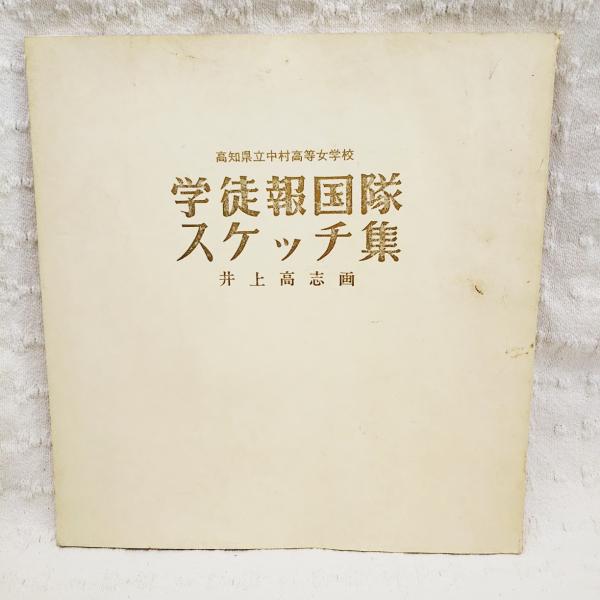 高知県立中村高等女学校
学徒報国隊
スケッチ集
井上高志画